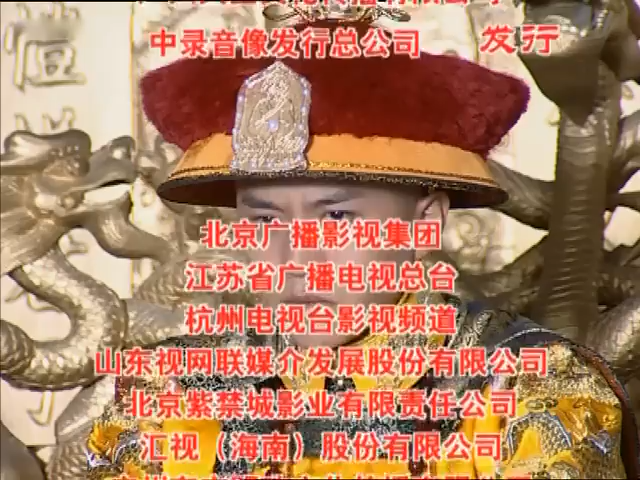 中录音像发行总公司 发行
北京广播影视集团
江苏省广播电视总台
杭州电视台影视频道
山东视网联媒介发展股份有限公司
北京紫禁城影业有限责任公司
汇视（海南）股份有限公司